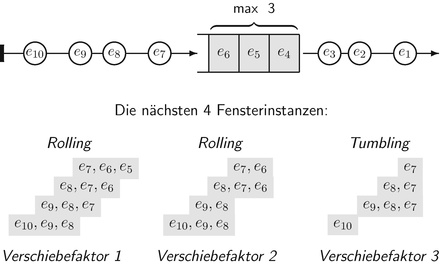 max 3
e10 e9 e8 e7 e6 e5 e4 e3 e2 e1
Die nächsten 4 Fensterinstanzen:
Rolling Rolling Tumbling
e7, e6, e5 e7, e6 e7
e8, e7, e6 e8, e7, e6 e8, e7
e9, e8, e7 e9, e8 e9, e8, e7
e10, e9, e8 e10, e9, e8 e10
Verschiebefaktor 1 Verschiebefaktor 2 Verschiebefaktor 3